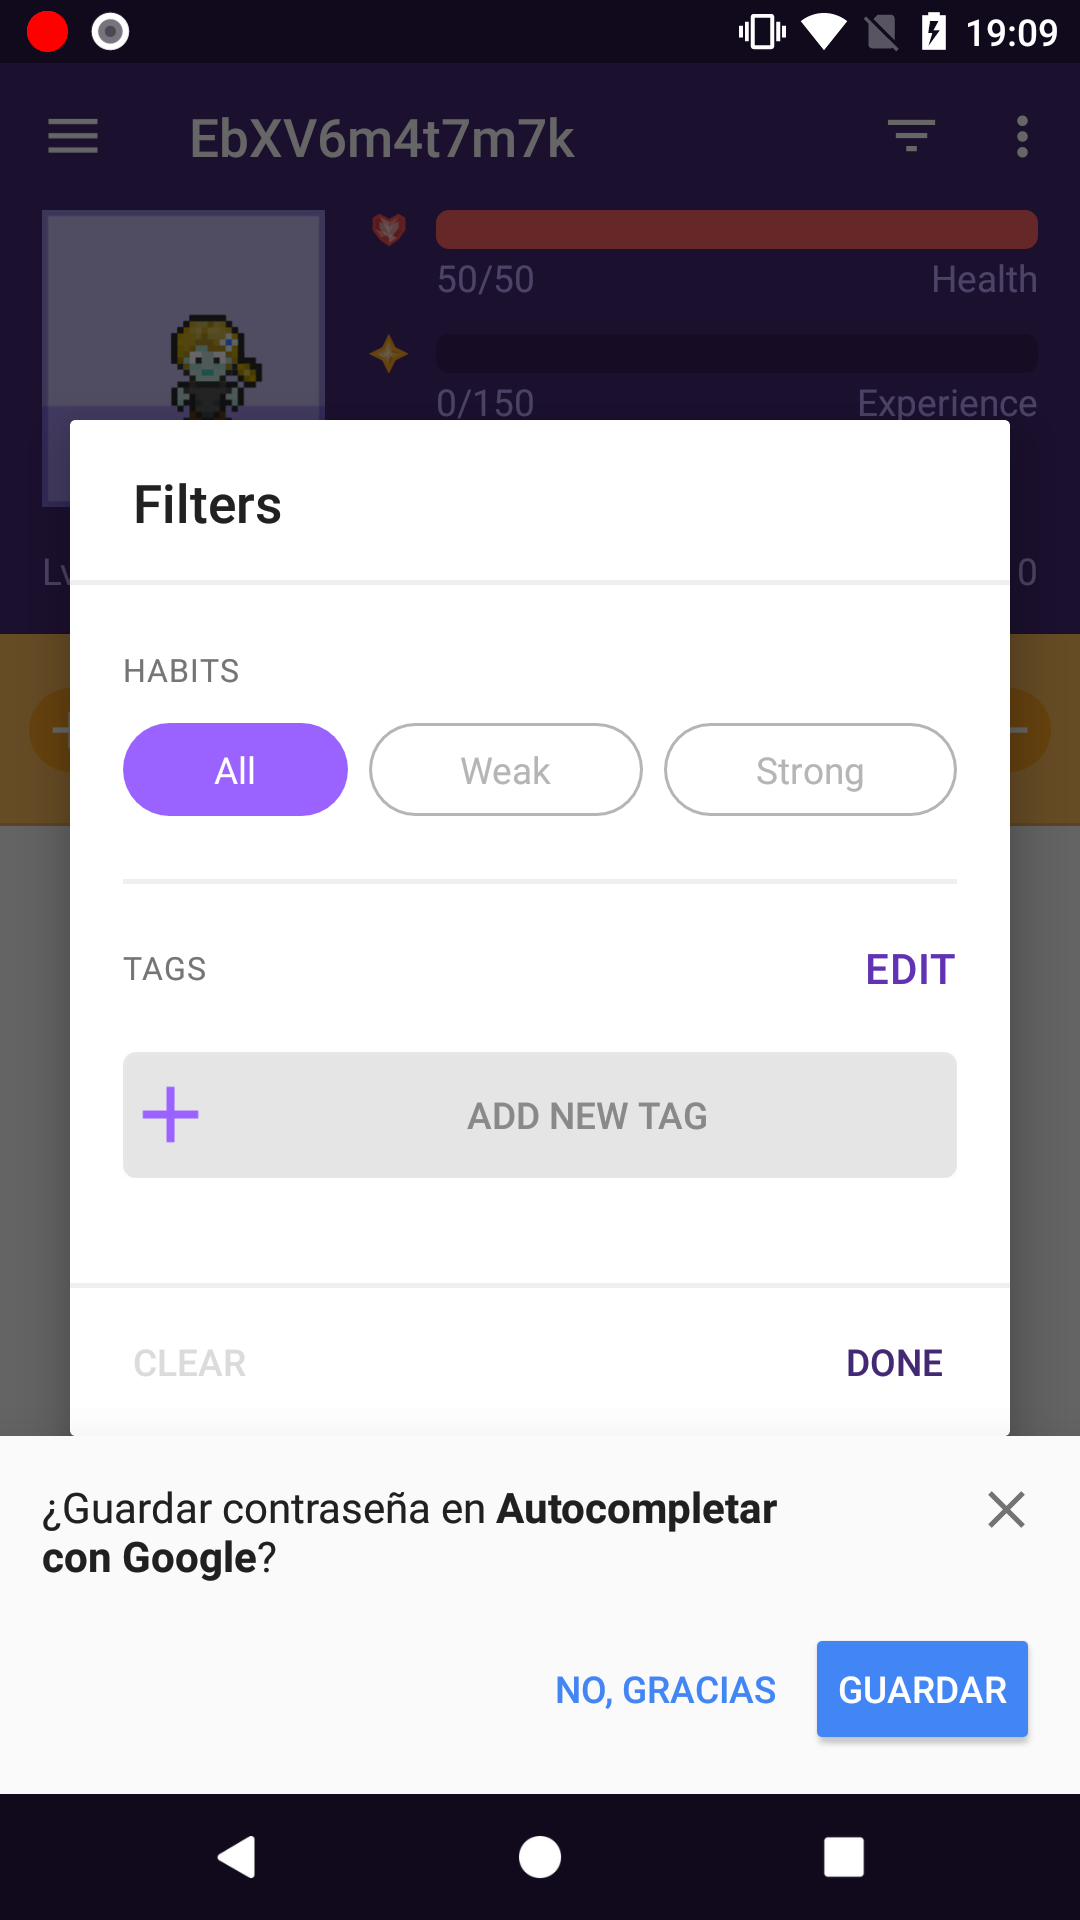 19:09
EbXV6m4t7m7k
50/50 Health
0/150 Experience
Filters
Lv 0
HABITS
All Weak Strong
TAGS EDIT
ADD NEW TAG
CLEAR DONE
¿Guardar contraseña en Autocompletar
con Google?
NO, GRACIAS GUARDAR